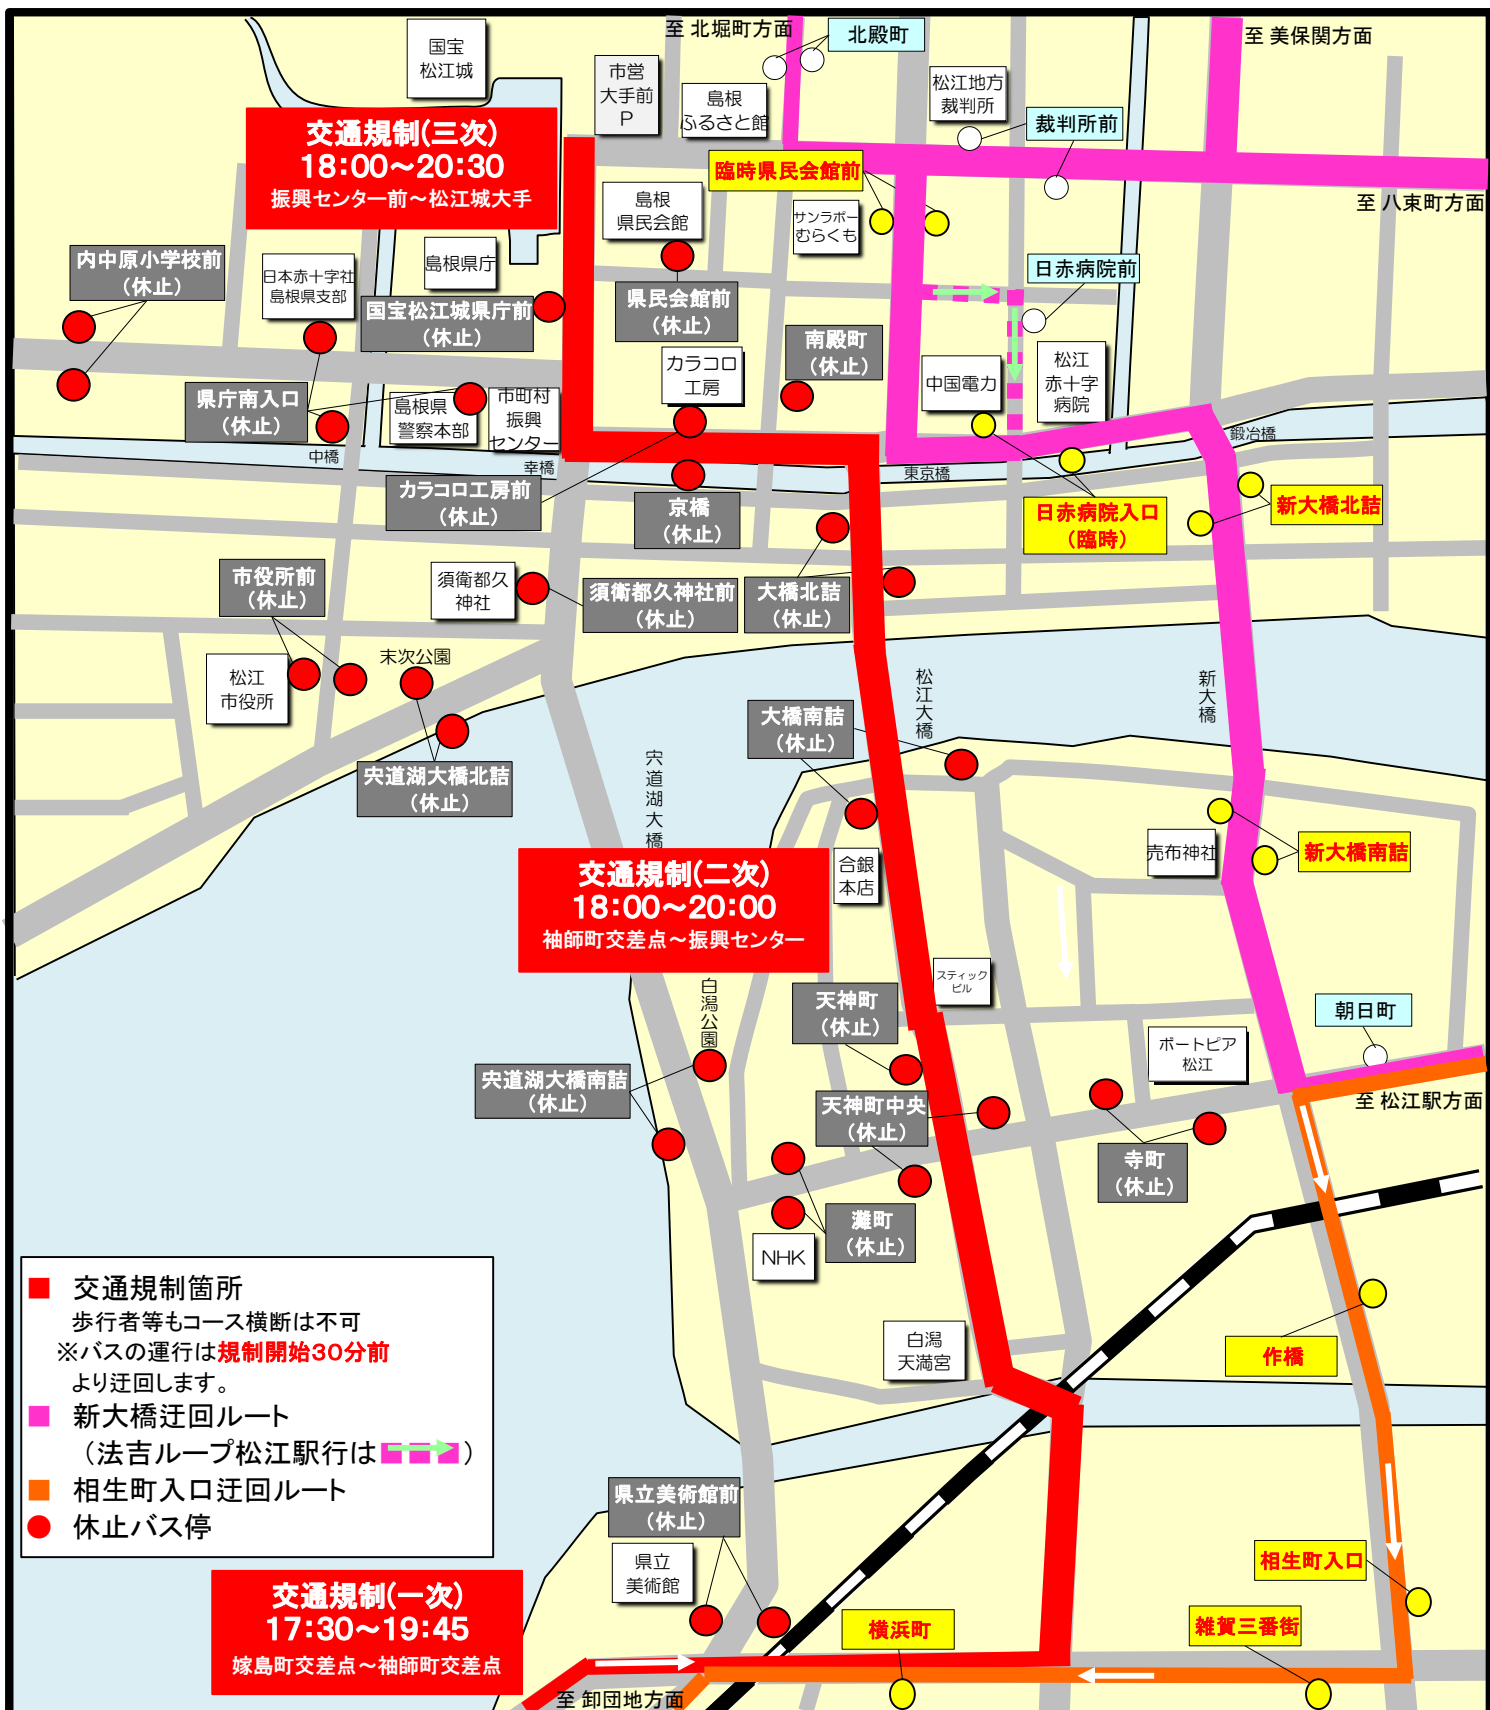 至 北堀町方面
北殿町
至 美保関方面
国宝
松江城
市営
大手前
P
島根
ふるさと館
松江地方
裁判所
裁判所前
交通規制(三次)
18:00～20:30
振興センター前～松江城大手
臨時県民会館前
至 八束町方面
島根
県民会館
サンラポー
むらくも
内中原小学校前
(休止)
日本赤十字社
島根県支部
島根県庁
国宝松江城県庁前
(休止)
県民会館前
(休止)
日赤病院前
南殿町
(休止)
カラコロ
工房
中国電力
松江
赤十字
病院
県庁南入口
(休止)
島根県
警察本部
市町村
振興
センター
中橋
幸橋
東京橋
鍛冶橋
カラコロ工房前
(休止)
京橋
(休止)
日赤病院入口
(臨時)
新大橋北詰
市役所前
(休止)
須衛都久
神社
須衛都久神社前
(休止)
大橋北詰
(休止)
松江
市役所
末次公園
宍道湖大橋北詰
(休止)
宍道湖大橋
大橋南詰
(休止)
松江大橋
新大橋
交通規制(二次)
18:00～20:00
袖師町交差点～振興センター
合銀
本店
売布神社
新大橋南詰
白潟公園
天神町
(休止)
スティック
ビル
朝日町
ボートピア
松江
宍道湖大橋南詰
(休止)
天神町中央
(休止)
至 松江駅方面
寺町
(休止)
灘町
(休止)
NHK
白潟
天満宮
作橋
■ 交通規制箇所
歩行者等もコース横断は不可
※バスの運行は規制開始30分前
より迂回します。
■ 新大橋迂回ルート
(法吉ループ松江駅行は　)
■ 相生町入口迂回ルート
● 休止バス停
県立美術館前
(休止)
県立
美術館
相生町入口
交通規制(一次)
17:30～19:45
嫁島町交差点～袖師町交差点
横浜町
雑賀三番街
至 卸団地方面